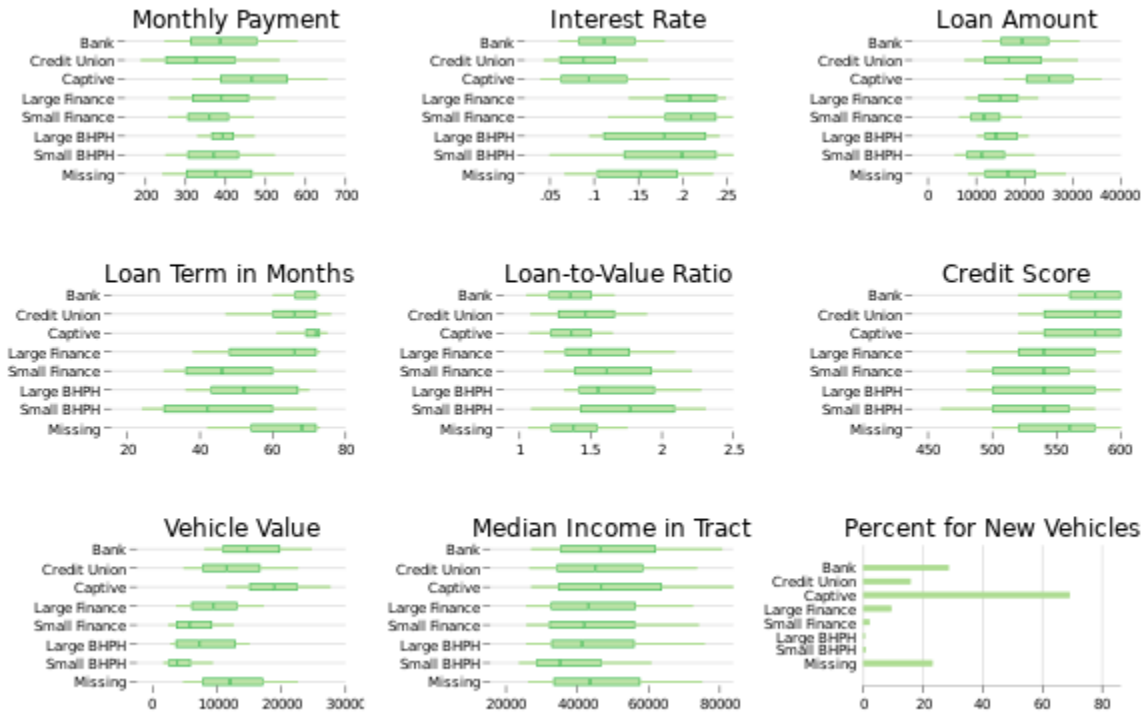 Monthly Payment
Bank
Credit Union
Captive
Large Finance
Small Finance
Large BHPH
Small BHPH
Missing
200 300 400 500 600 700
Interest Rate
Bank
Credit Union
Captive
Large Finance
Small Finance
Large BHPH
Small BHPH
Missing
.05 .1 .15 .2 .25
Loan Amount
Bank
Credit Union
Captive
Large Finance
Small Finance
Large BHPH
Small BHPH
Missing
0 10000 20000 30000 40000
Loan Term in Months
Bank
Credit Union
Captive
Large Finance
Small Finance
Large BHPH
Small BHPH
Missing
20 40 60 80
Loan-to-Value Ratio
Bank
Credit Union
Captive
Large Finance
Small Finance
Large BHPH
Small BHPH
Missing
1 1.5 2 2.5
Credit Score
Bank
Credit Union
Captive
Large Finance
Small Finance
Large BHPH
Small BHPH
Missing
450 500 550 600
Vehicle Value
Bank
Credit Union
Captive
Large Finance
Small Finance
Large BHPH
Small BHPH
Missing
0 10000 20000 30000
Median Income in Tract
Bank
Credit Union
Captive
Large Finance
Small Finance
Large BHPH
Small BHPH
Missing
20000 40000 60000 80000
Percent for New Vehicles
Bank
Credit Union
Captive
Large Finance
Small Finance
Large BHPH
Small BHPH
Missing
0 20 40 60 80